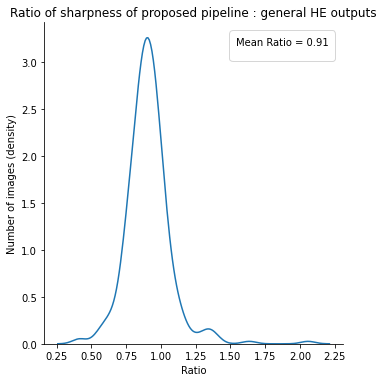 Ratio of sharpness of proposed pipeline : general HE outputs
Mean Ratio = 0.91
Number of images (density)
3.0
2.5
2.0
1.5
1.0
0.5
0.0
0.25 0.50 0.75 1.00 1.25 1.50 1.75 2.00 2.25
Ratio